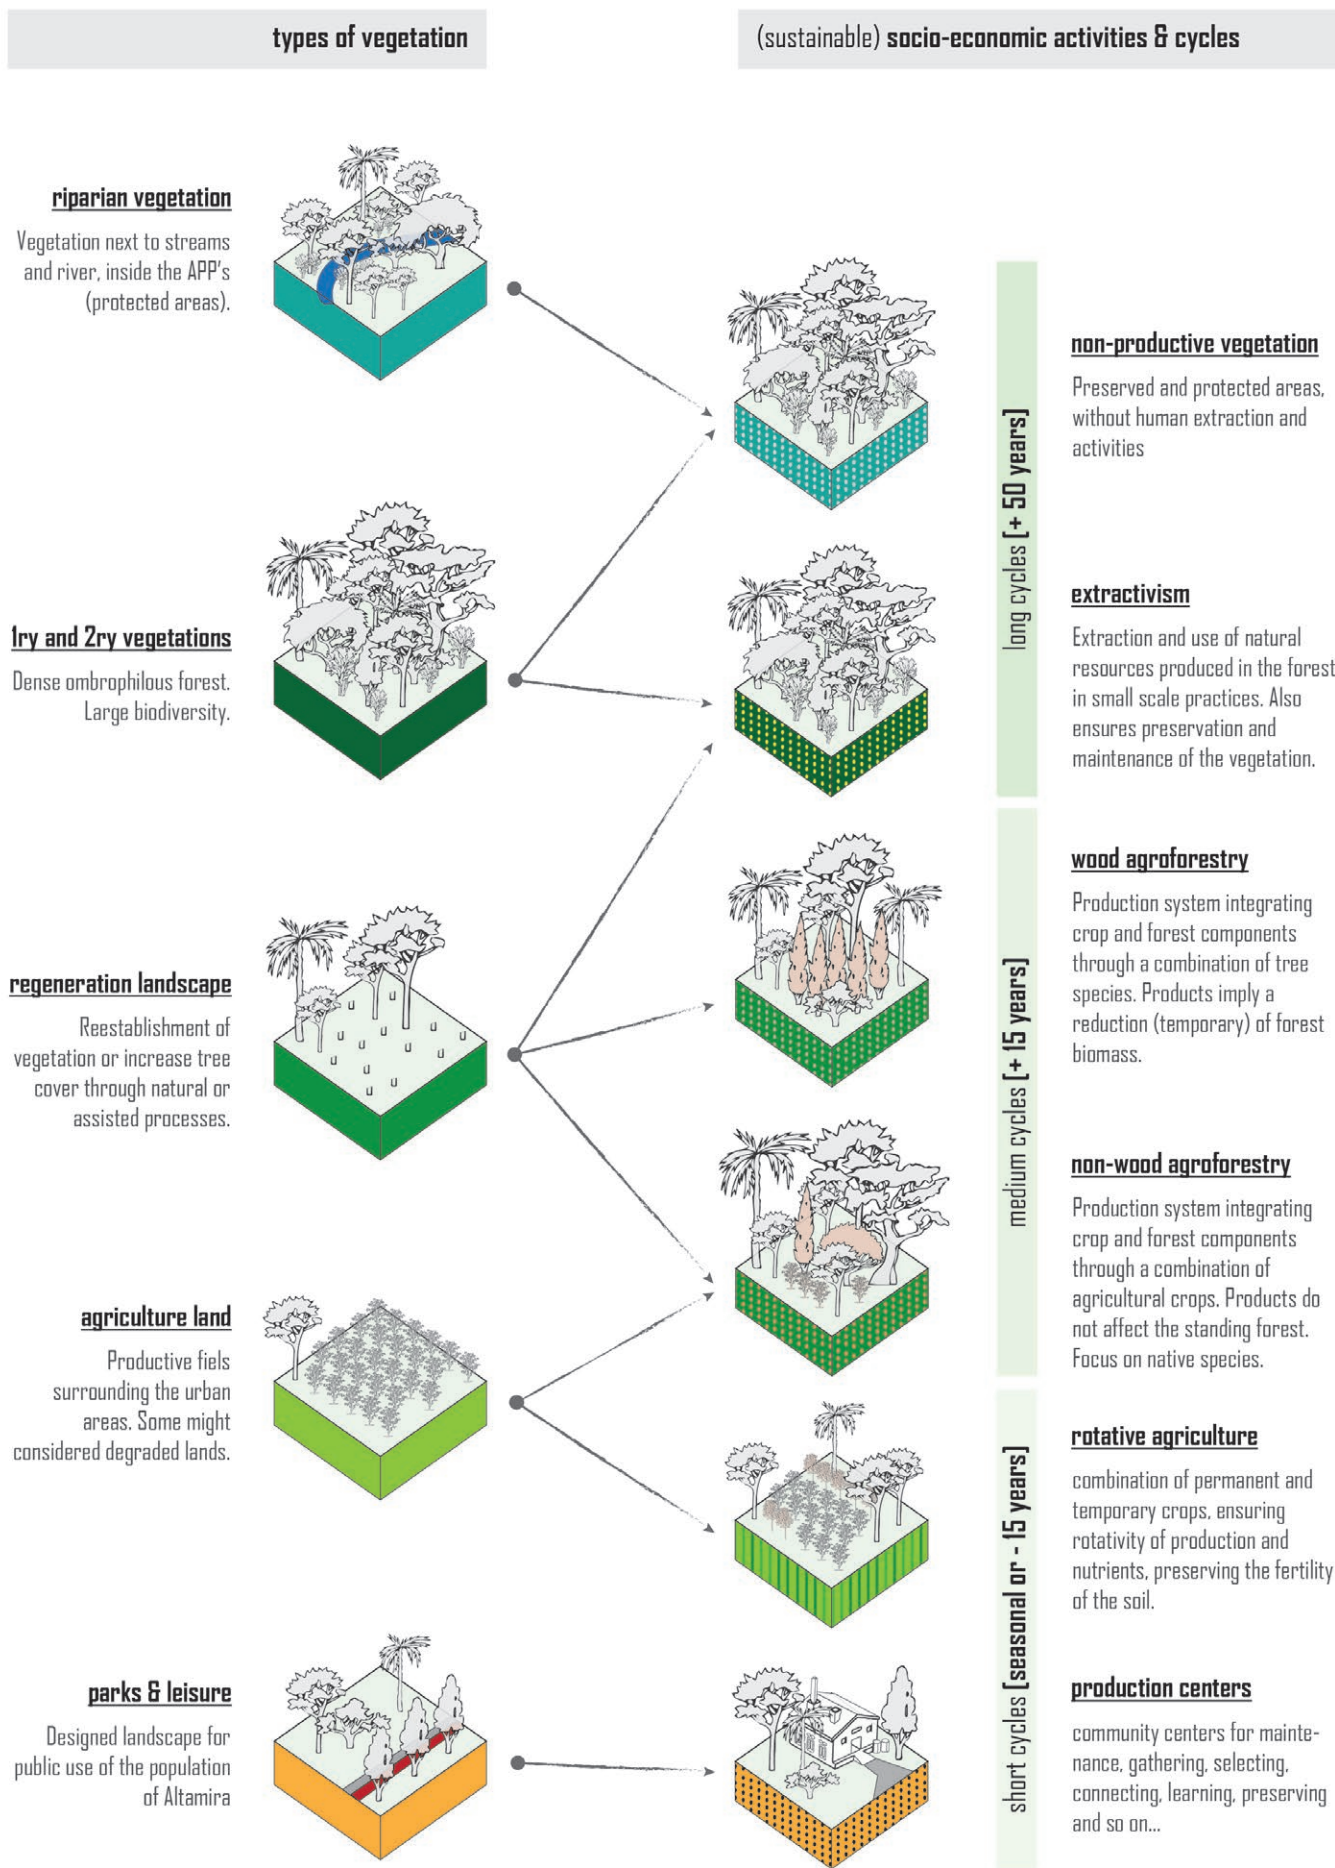 types of vegetation
(sustainable) socio-economic activities & cycles
riparian vegetation
Vegetation next to streams
and river, inside the APP's
(protected areas).
1ry and 2ry vegetations
Dense ombrophilous forest.
Large biodiversity.
regeneration landscape
Reestablishment of
vegetation or increase tree
cover through natural or
assisted processes.
agriculture land
Productive fiels
surrounding the urban
areas. Some might
considered degraded lands.
parks & leisure
Designed landscape for
public use of the population
of Altamira
long cycles [+ 50 years]
medium cycles [+ 15 years]
short cycles [seasonal or - 15 years]
non-productive vegetation
Preserved and protected areas,
without human extraction and
activities
extractivism
Extraction and use of natural
resources produced in the forest
in small scale practices. Also
ensures preservation and
maintenance of the vegetation.
wood agroforestry
Production system integrating
crop and forest components
through a combination of tree
species. Products imply a
reduction (temporary) of forest
biomass.
non-wood agroforestry
Production system integrating
crop and forest components
through a combination of
agricultural crops. Products do
not affect the standing forest.
Focus on native species.
rotative agriculture
combination of permanent and
temporary crops, ensuring
rotativity of production and
nutrients, preserving the fertility
of the soil.
production centers
community centers for mainte-
nance, gathering, selecting,
connecting, learning, preserving
and so on...